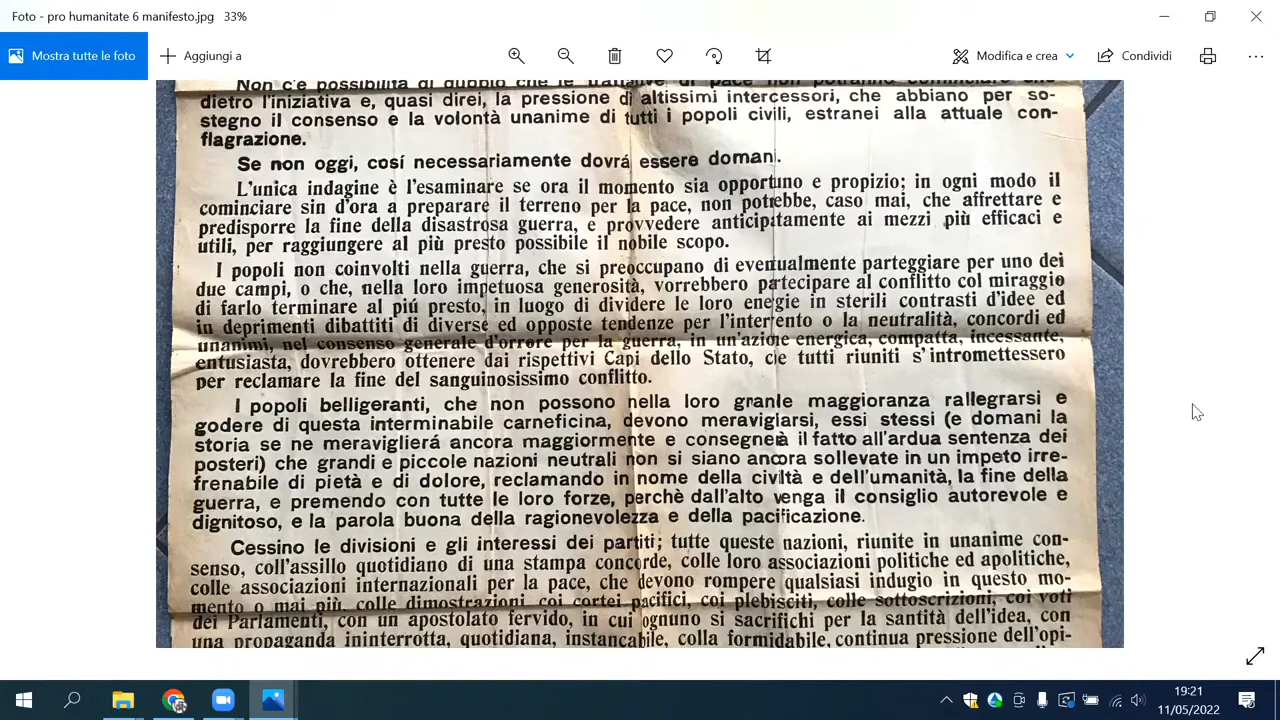 Foto - pro humanitate 6 manifesto.jpg 33%
Mostra tutte le foto
Aggiungi a
Modifica e crea
Condividi
Non c'è possibilità di dubbio che le trattative di pace non potranno cominciare che
dietro l'iniziativa e, quasi direi, la pressione di altissimi intercessori, che abbiano per so-
stegno il consenso e la volontà unanime di tutti i popoli civili, estranei alla attuale con-
flagrazione.
Se non oggi, cosí necessariamente dovrá essere domani.
L'unica indagine è l'esaminare se ora il momento sia opportuno e propizio; in ogni modo il
cominciare sin d'ora a preparare il terreno per la pace, non potrebbe, caso mai, che affrettare e
predisporre la fine della disastrosa guerra, e provvedere anticipatamente ai mezzi più efficaci e
utili, per raggiungere al più presto possibile il nobile scopo.
I popoli non coinvolti nella guerra, che si preoccupano di eventualmente parteggiare per uno dei
due campi, o che, nella loro impetuosa generosità, vorrebbero partecipare al conflitto col miraggio
di farlo terminare al piú presto, in luogo di dividere le loro energie in sterili contrasti d'idee ed
in deprimenti dibattiti di diverse ed opposte tendenze per l'intervento o la neutralità, concordi ed
unanimi, nel consenso generale d'orrore per la guerra, in un'azione energica, compatta, incessante,
entusiasta, dovrebbero ottenere dai rispettivi Capi dello Stato, che tutti riuniti s'intromettessero
per reclamare la fine del sanguinosissimo conflitto.
I popoli belligeranti, che non possono nella loro grande maggioranza rallegrarsi e
godere di questa interminabile carneficina, devono meravigliarsi, essi stessi (e domani la
storia se ne meraviglierá ancora maggiormente e consegnerà il fatto all'ardua sentenza dei
posteri) che grandi e piccole nazioni neutrali non si siano ancora sollevate in un impeto irre-
frenabile di pietà e di dolore, reclamando in nome della civiltà e dell'umanità, la fine della
guerra, e premendo con tutte le loro forze, perchè dall'alto venga il consiglio autorevole e
dignitoso, e la parola buona della ragionevolezza e della pacificazione.
Cessino le divisioni e gli interessi dei partiti; tutte queste nazioni, riunite in unanime con-
senso, coll'assillo quotidiano di una stampa concorde, colle loro associazioni politiche ed apolitiche,
colle associazioni internazionali per la pace, che devono rompere qualsiasi indugio in questo mo-
mento o mai più, colle dimostrazioni, coi cortei pacifici, coi plebisciti, colle sottoscrizioni, coi voti
dei Parlamenti, con un apostolato fervido, in cui ognuno si sacrifichi per la santità dell'idea, con
una propaganda ininterrotta, quotidiana, instancabile, colla formidabile, continua pressione dell'opi-
19:21
11/05/2022